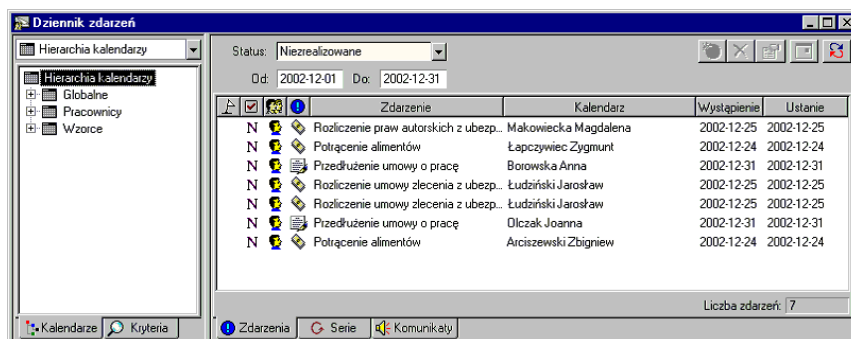 Dziennik zdarzeń
Hierarchia kalendarzy
Hierarchia kalendarzy
Globalne
Pracownicy
Wzorce
Kalendarze Kryteria
Status: Niezrealizowane
Od: 2002-12-01 Do: 2002-12-31
Zdarzenie Kalendarz Wystąpienie Ustanie
N Rozliczenie praw autorskich z ubezp... Makowiecka Magdalena 2002-12-25 2002-12-25
N Potrącenie alimentów Łapczywiec Zygmunt 2002-12-24 2002-12-24
N Przedłużenie umowy o pracę Borowska Anna 2002-12-31 2002-12-31
N Rozliczenie umowy zlecenia z ubezp... Łudziński Jarosław 2002-12-25 2002-12-25
N Rozliczenie umowy zlecenia z ubezp... Łudziński Jarosław 2002-12-25 2002-12-25
N Przedłużenie umowy o pracę Olczak Joanna 2002-12-31 2002-12-31
N Potrącenie alimentów Arciszewski Zbigniew 2002-12-24 2002-12-24
Liczba zdarzeń: 7
Zdarzenia Serie Komunikaty